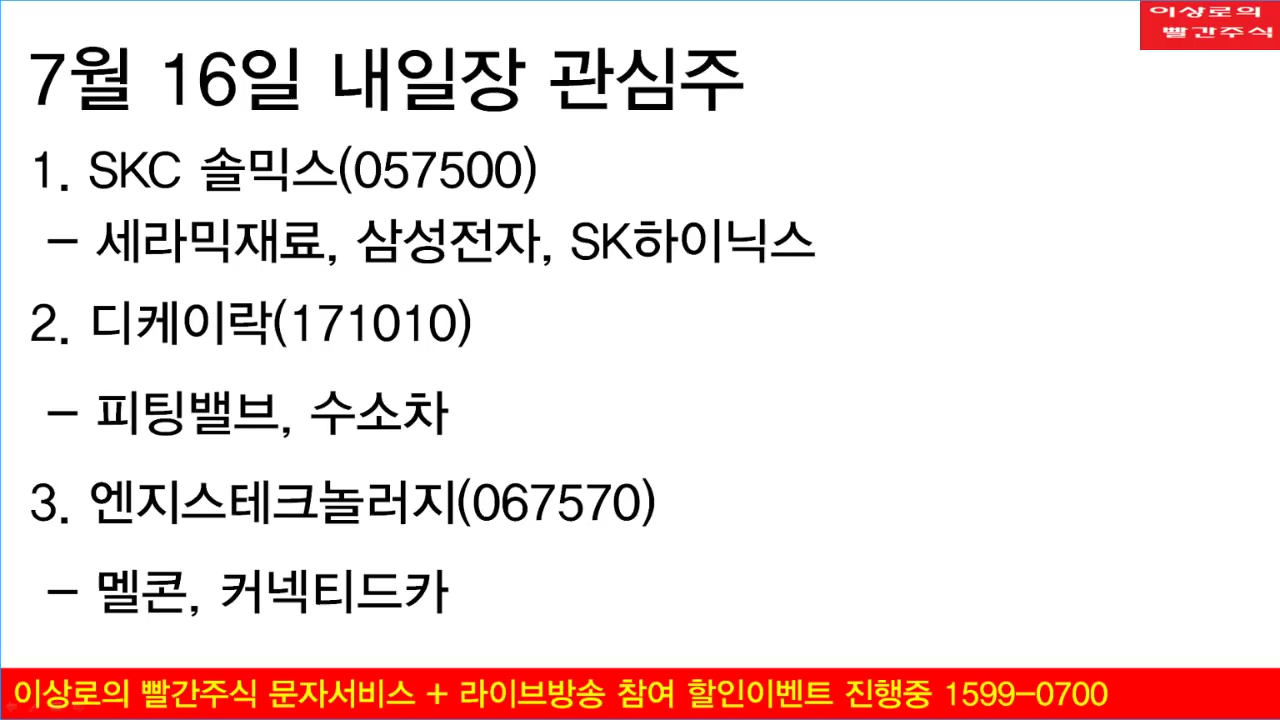 이상로의
빨간주식
7월 16일 내일장 관심주
1. SKC 솔믹스(057500)
- 세라믹재료, 삼성전자, SK하이닉스
2. 디케이락(171010)
- 피팅밸브, 수소차
3. 엔지스테크놀러지(067570)
- 멜콘, 커넥티드카
이상로의 빨간주식 문자서비스 + 라이브방송 참여 할인이벤트 진행중 1599-0700